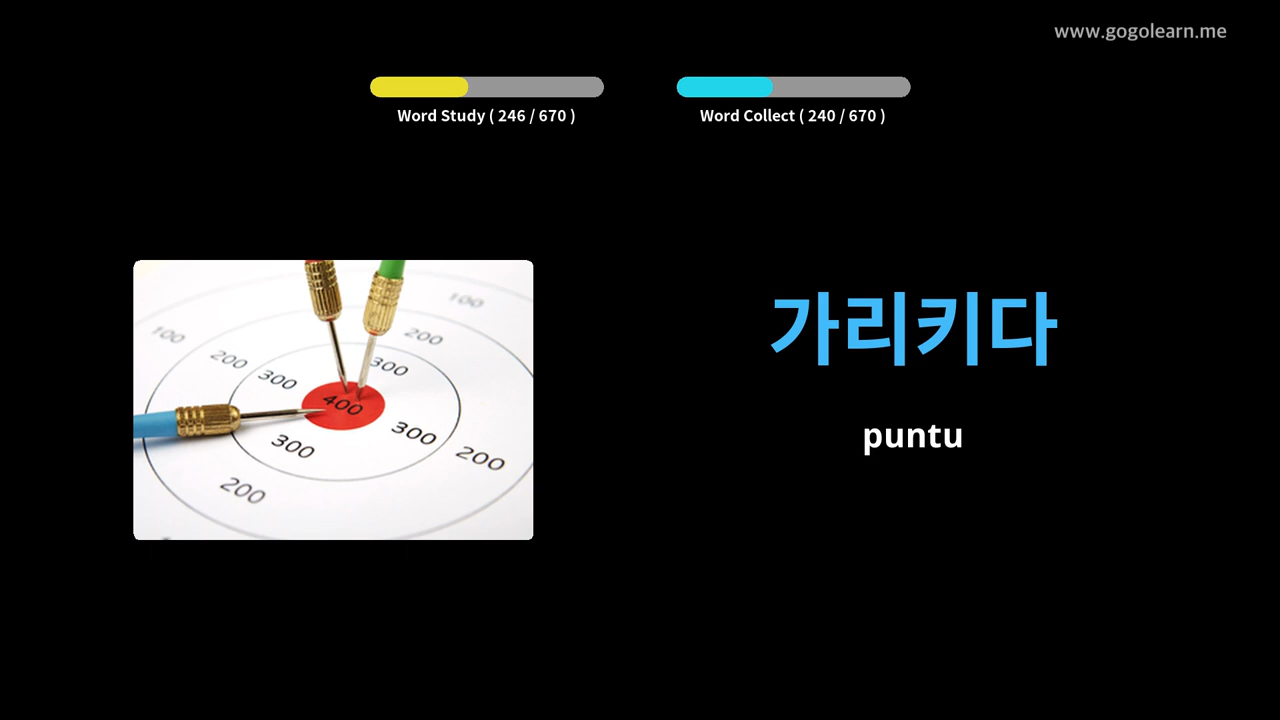 www.gogolearn.me
Word Study ( 246 / 670 )
Word Collect ( 240 / 670 )
가리키다
puntu
100
100
200
200
300
300
400
300
300
200
200